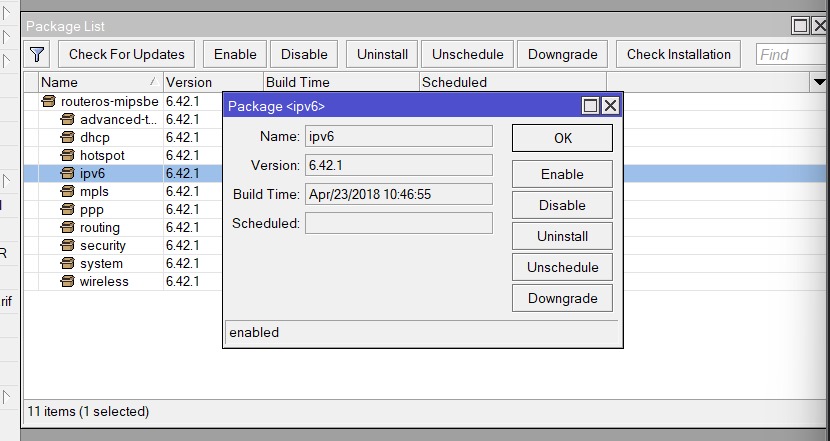 Package List
Check For Updates Enable Disable Uninstall Unschedule Downgrade Check Installation Find
Name Version Build Time Scheduled
routeros-mipsbe 6.42.1
advanced-t... 6.42.1
dhcp 6.42.1
hotspot 6.42.1
ipv6 6.42.1
mpls 6.42.1
ppp 6.42.1
routing 6.42.1
security 6.42.1
system 6.42.1
wireless 6.42.1
Package <ipv6>
Name: ipv6 OK
Version: 6.42.1 Enable
Build Time: Apr/23/2018 10:46:55 Disable
Scheduled: Uninstall
Unschedule
Downgrade
enabled
11 items (1 selected)
R
rif